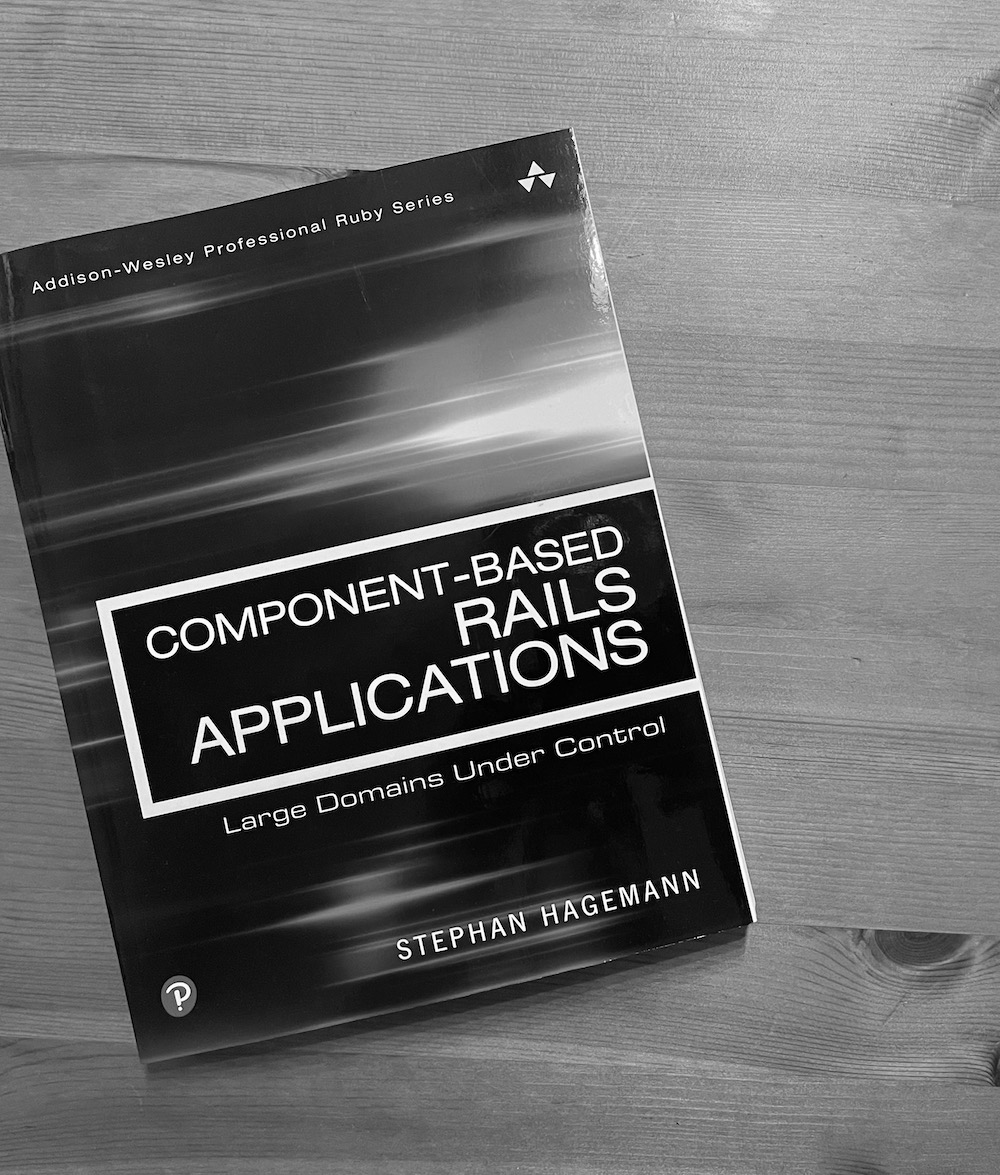 Addison-Wesley Professional Ruby Series
COMPONENT-BASED
RAILS
APPLICATIONS
Large Domains Under Control
STEPHAN HAGEMANN
P